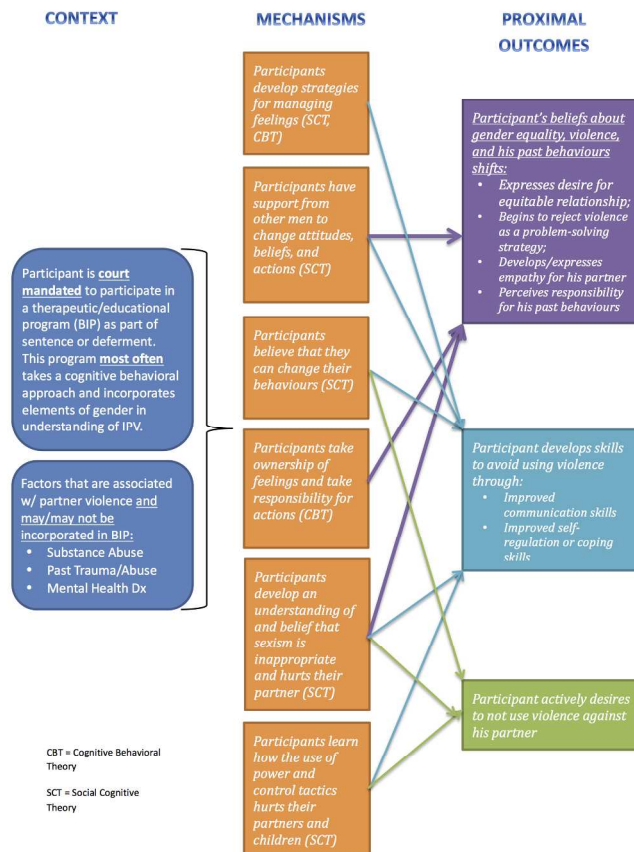 CONTEXT
MECHANISMS
PROXIMAL
OUTCOMES
Participant is court
mandated to participate in
a therapeutic/educational
program (BIP) as part of
sentence or deferment.
This program most often
takes a cognitive behavioral
approach and incorporates
elements of gender in
understanding of IPV.
Factors that are associated
w/ partner violence and
may/may not be
incorporated in BIP:
• Substance Abuse
• Past Trauma/Abuse
• Mental Health Dx
CBT = Cognitive Behavioral
Theory
SCT = Social Cognitive
Theory
Participants
develop strategies
for managing
feelings (SCT,
CBT)
Participants have
support from
other men to
change attitudes,
beliefs, and
actions (SCT)
Participants
believe that they
can change their
behaviours (SCT)
Participants take
ownership of
feelings and take
responsibility for
actions (CBT)
Participants
develop an
understanding of
and belief that
sexism is
inappropriate
and hurts their
partner (SCT)
Participants learn
how the use of
power and
control tactics
hurts their
partners and
children (SCT)
Participant's beliefs about
gender equality, violence,
and his past behaviours
shifts:
• Expresses desire for
equitable relationship;
• Begins to reject violence
as a problem-solving
strategy;
• Develops/expresses
empathy for his partner
• Perceives responsibility
for his past behaviours
Participant develops skills
to avoid using violence
through:
• Improved
communication skills
• Improved self-
regulation or coping
skills
Participant actively desires
to not use violence against
his partner